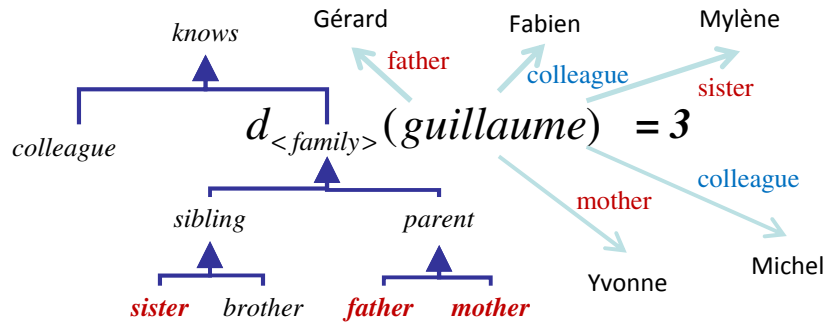 Gérard
Fabien
Mylène
knows
father
colleague
sister
d<family>(guillaume) = 3
colleague
colleague
mother
sibling
parent
Yvonne
Michel
sister
brother
father
mother